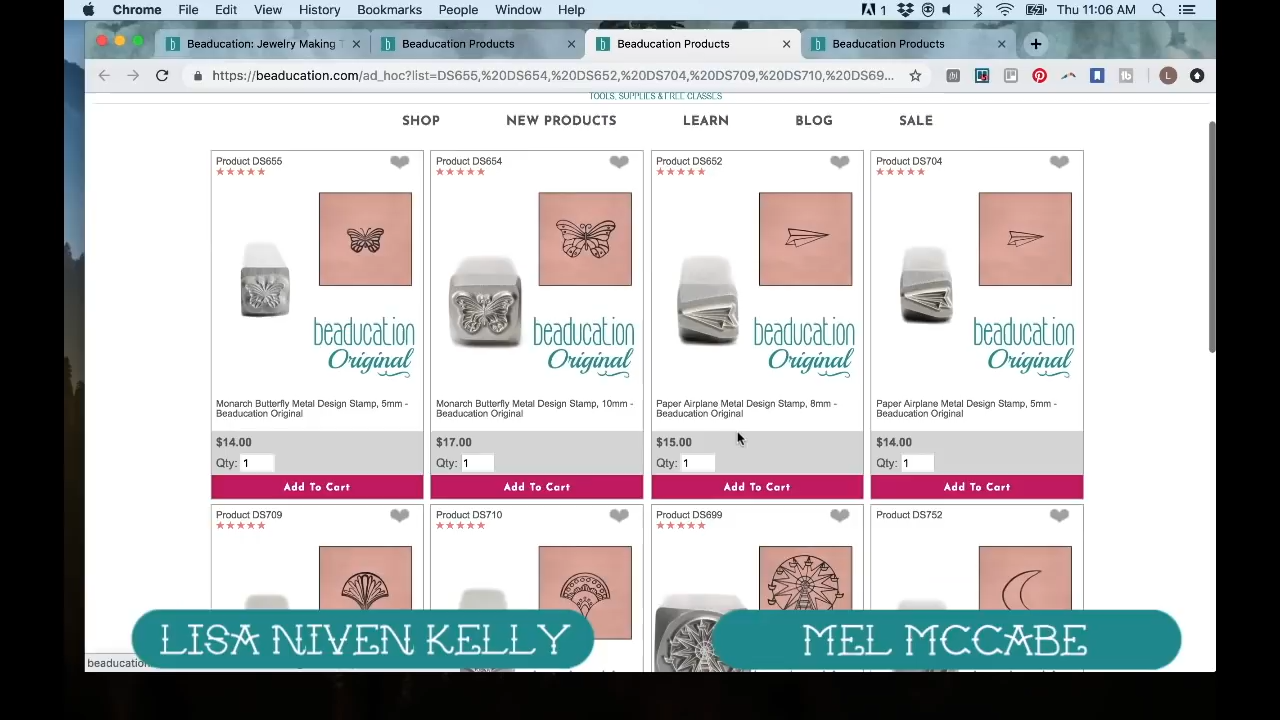 Chrome File Edit View History Bookmarks People Window Help 1 Thu 11:06 AM
Beaducation: Jewelry Making T Beaducation Products Beaducation Products Beaducation Products
https://beaducation.com/ad_hoc?list=DS655,%20DS654,%20DS652,%20DS704,%20DS709,%20DS710,%20DS69...
TOOLS, SUPPLIES & FREE CLASSES
SHOP NEW PRODUCTS LEARN BLOG SALE
Product DS655 Product DS654 Product DS652 Product DS704
beaducation beaducation beaducation beaducation
Original Original Original Original
Monarch Butterfly Metal Design Stamp, 5mm - Monarch Butterfly Metal Design Stamp, 10mm - Paper Airplane Metal Design Stamp, 8mm - Paper Airplane Metal Design Stamp, 5mm -
Beaducation Original Beaducation Original Beaducation Original Beaducation Original
$14.00 $17.00 $15.00 $14.00
Qty: 1 Qty: 1 Qty: 1 Qty: 1
Add To Cart Add To Cart Add To Cart Add To Cart
Product DS709 Product DS710 Product DS699 Product DS752
LISA NIVEN KELLY MEL MCCABE
beaducation